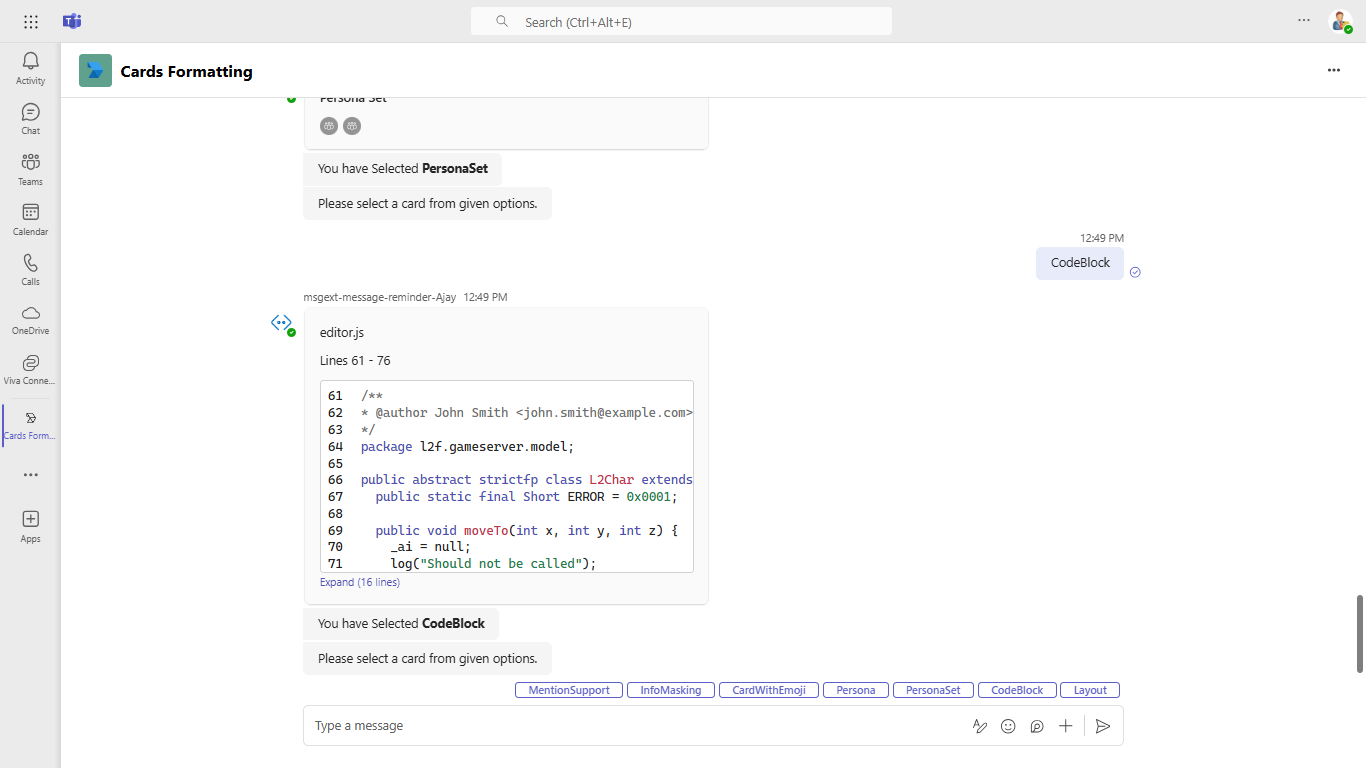 Search (Ctrl+Alt+E)
Activity
Chat
Teams
Calendar
Calls
OneDrive
Viva Conne...
Cards Form...
Apps
Cards Formatting
Persona Set
You have Selected PersonaSet
Please select a card from given options.
12:49 PM
CodeBlock
msgext-message-reminder-Ajay 12:49 PM
editor.js
Lines 61 - 76
61 /**
62 * @author John Smith <john.smith@example.com>
63 */
64 package l2f.gameserver.model;
65
66 public abstract strictfp class L2Char extends
67 public static final Short ERROR = 0x0001;
68
69 public void moveTo(int x, int y, int z) {
70 _ai = null;
71 log("Should not be called");
Expand (16 lines)
You have Selected CodeBlock
Please select a card from given options.
MentionSupport InfoMasking CardWithEmoji Persona PersonaSet CodeBlock Layout
Type a message